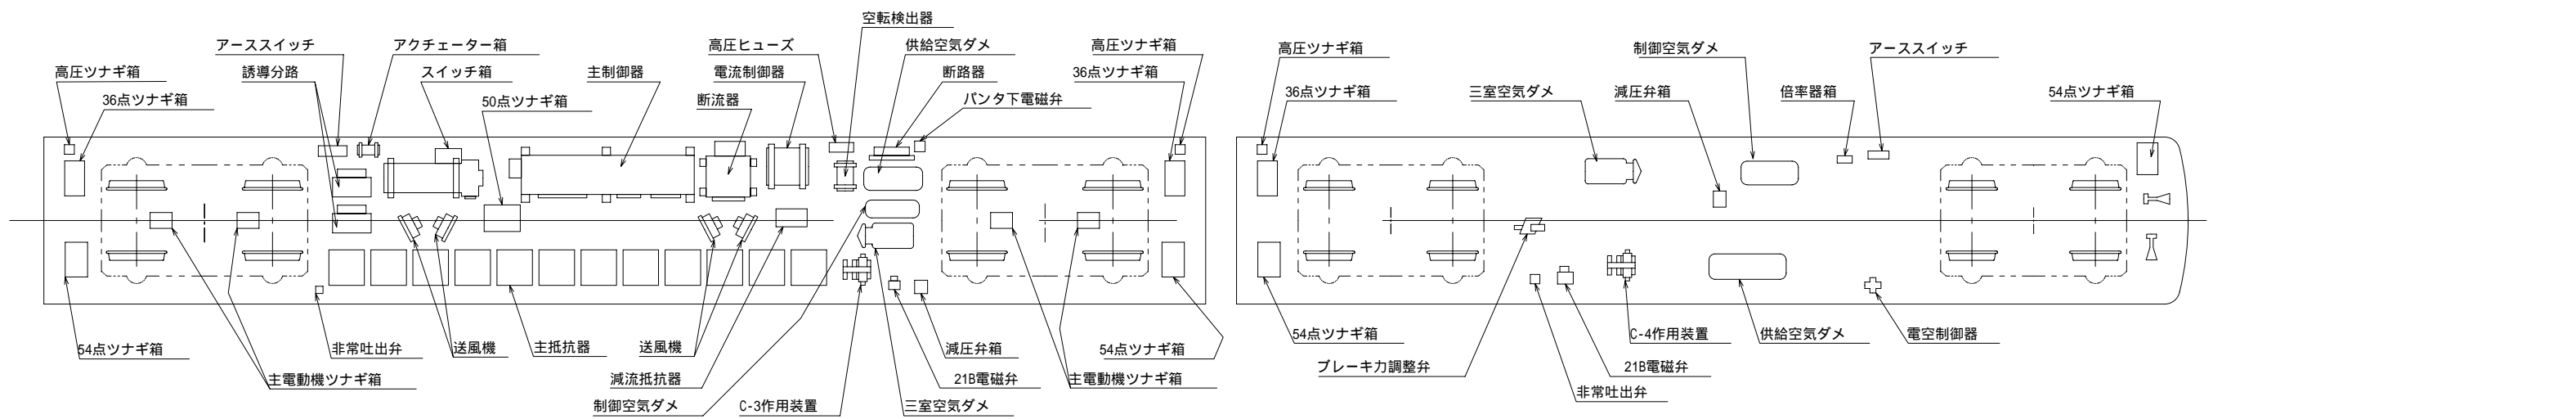 空転検出器
アーススイッチ
アクチェーター箱
高圧ヒューズ
供給空気ダメ
高圧ツナギ箱
高圧ツナギ箱
誘導分路
スイッチ箱
主制御器
電流制御器
断路器
36点ツナギ箱
36点ツナギ箱
50点ツナギ箱
断流器
パンタ下電磁弁
54点ツナギ箱
非常吐出弁
送風機
主抵抗器
送風機
減圧弁箱
54点ツナギ箱
主電動機ツナギ箱
減流抵抗器
21B電磁弁
主電動機ツナギ箱
制御空気ダメ
C-3作用装置
三室空気ダメ
高圧ツナギ箱
制御空気ダメ
アーススイッチ
36点ツナギ箱
三室空気ダメ
減圧弁箱
倍率器箱
54点ツナギ箱
54点ツナギ箱
C-4作用装置
供給空気ダメ
電空制御器
ブレーキ力調整弁
21B電磁弁
非常吐出弁